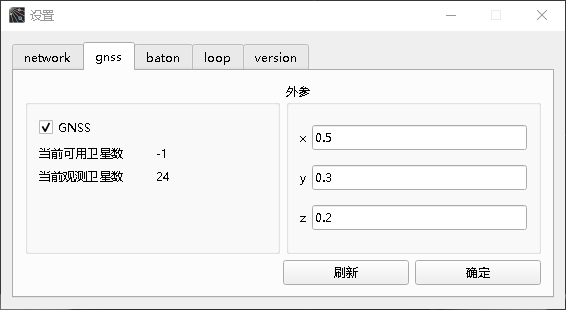 设置
network gnss baton loop version
外参
GNSS
当前可用卫星数 -1
当前观测卫星数 24
x 0.5
y 0.3
z 0.2
刷新 确定